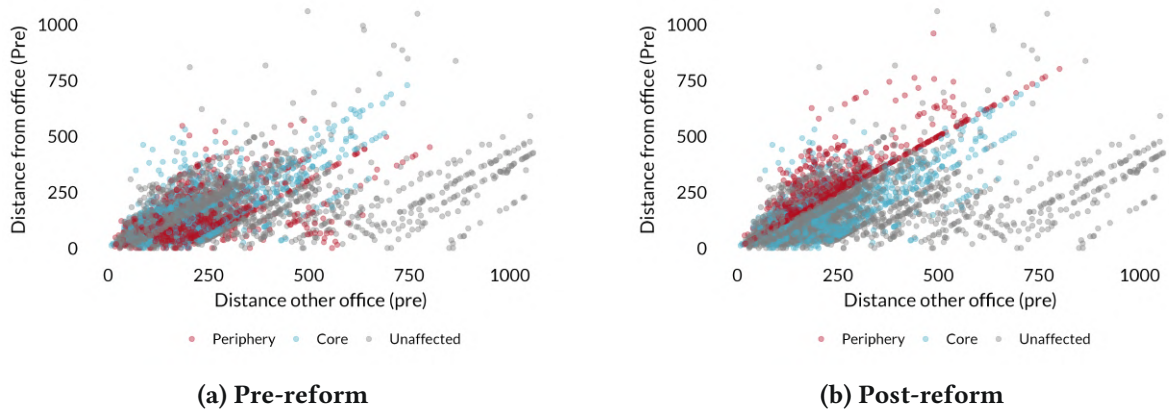 Distance from office (Pre)
1000
750
500
250
0
0 250 500 750 1000
Distance other office (pre)
Periphery Core Unaffected
(a) Pre-reform
Distance from office (Pre)
1000
750
500
250
0
0 250 500 750 1000
Distance other office (pre)
Periphery Core Unaffected
(b) Post-reform